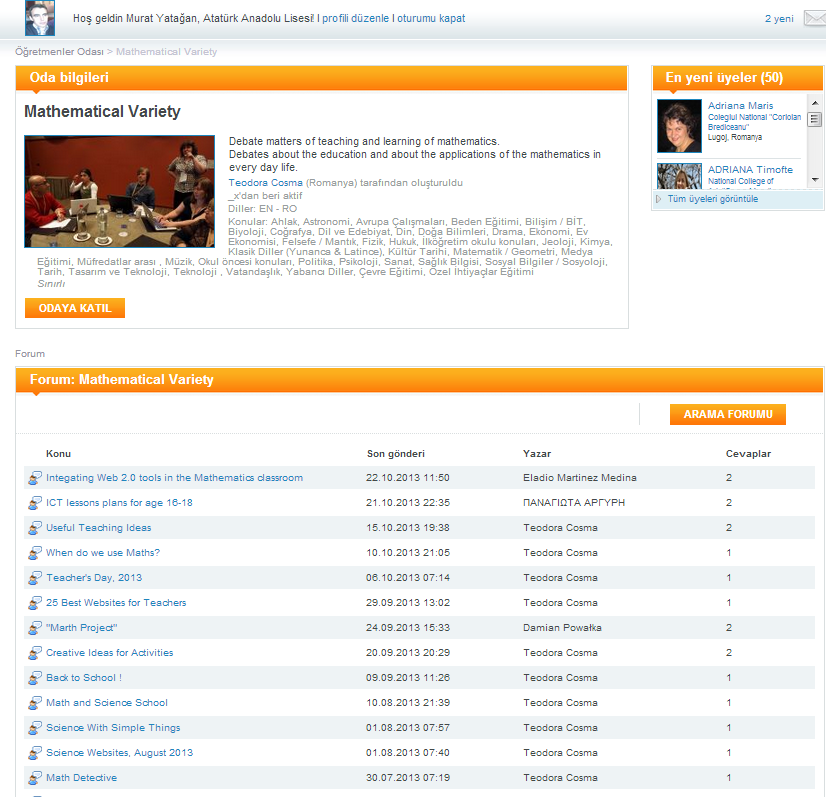 Hoş geldin Murat Yatağan, Atatürk Anadolu Lisesi! I profili düzenle I oturumu kapat
2 yeni
Öğretmenler Odası > Mathematical Variety
Oda bilgileri
Mathematical Variety
Debate matters of teaching and learning of mathematics.
Debates about the education and about the applications of the mathematics in
every day life.
Teodora Cosma (Romanya) tarafından oluşturuldu
_x'dan beri aktif
Diller: EN - RO
Konular: Ahlak, Astronomi, Avrupa Çalışmaları, Beden Eğitimi, Bilişim / BİT,
Biyoloji, Coğrafya, Dil ve Edebiyat, Din, Doğa Bilimleri, Drama, Ekonomi, Ev
Ekonomisi, Felsefe / Mantık, Fizik, Hukuk, İlköğretim okulu konuları, Jeoloji, Kimya,
Klasik Diller (Yunanca & Latince), Kültür Tarihi, Matematik / Geometri, Medya
Eğitimi, Müfredatlar arası , Müzik, Okul öncesi konuları, Politika, Psikoloji, Sanat, Sağlık Bilgisi, Sosyal Bilgiler / Sosyoloji,
Tarih, Tasarım ve Teknoloji, Teknoloji , Vatandaşlık, Yabancı Diller, Çevre Eğitimi, Özel İhtiyaçlar Eğitimi
Sınırlı
ODAYA KATIL
En yeni üyeler (50)
Adriana Maris
Colegiul National "Coriolan
Brediceanu"
Lugoj, Romanya
ADRIANA Timofte
National College of
Tüm üyeleri görüntüle
Forum
Forum: Mathematical Variety
ARAMA FORUMU
Konu Son gönderi Yazar Cevaplar
Integating Web 2.0 tools in the Mathematics classroom 22.10.2013 11:50 Eladio Martinez Medina 2
ICT lessons plans for age 16-18 21.10.2013 22:35 ΠΑΝΑΓΙΩΤΑ ΑΡΓΥΡΗ 2
Useful Teaching Ideas 15.10.2013 19:38 Teodora Cosma 2
When do we use Maths? 10.10.2013 21:05 Teodora Cosma 1
Teacher's Day, 2013 06.10.2013 07:14 Teodora Cosma 1
25 Best Websites for Teachers 29.09.2013 13:02 Teodora Cosma 1
"Marth Project" 24.09.2013 15:33 Damian Powałka 2
Creative Ideas for Activities 20.09.2013 20:29 Teodora Cosma 2
Back to School ! 09.09.2013 11:26 Teodora Cosma 1
Math and Science School 10.08.2013 21:39 Teodora Cosma 1
Science With Simple Things 01.08.2013 07:57 Teodora Cosma 1
Science Websites, August 2013 01.08.2013 07:40 Teodora Cosma 1
Math Detective 30.07.2013 07:19 Teodora Cosma 1